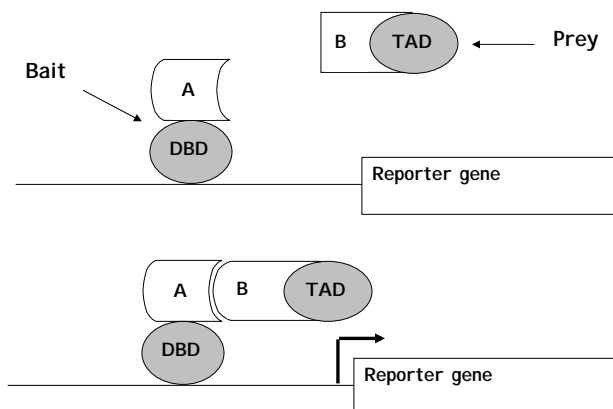 B TAD Prey
Bait
A
DBD
Reporter gene
A B TAD
DBD
Reporter gene